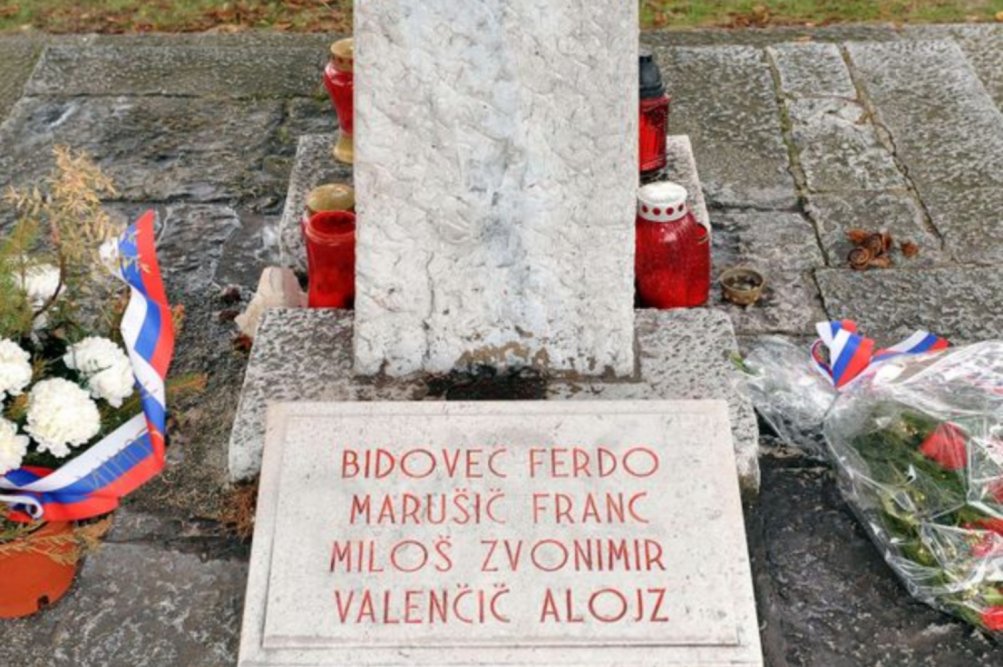 BIDOVEC FERDO
MARUŠIČ FRANC
MILOŠ ZVONIMIR
VALENČIČ ALOJZ